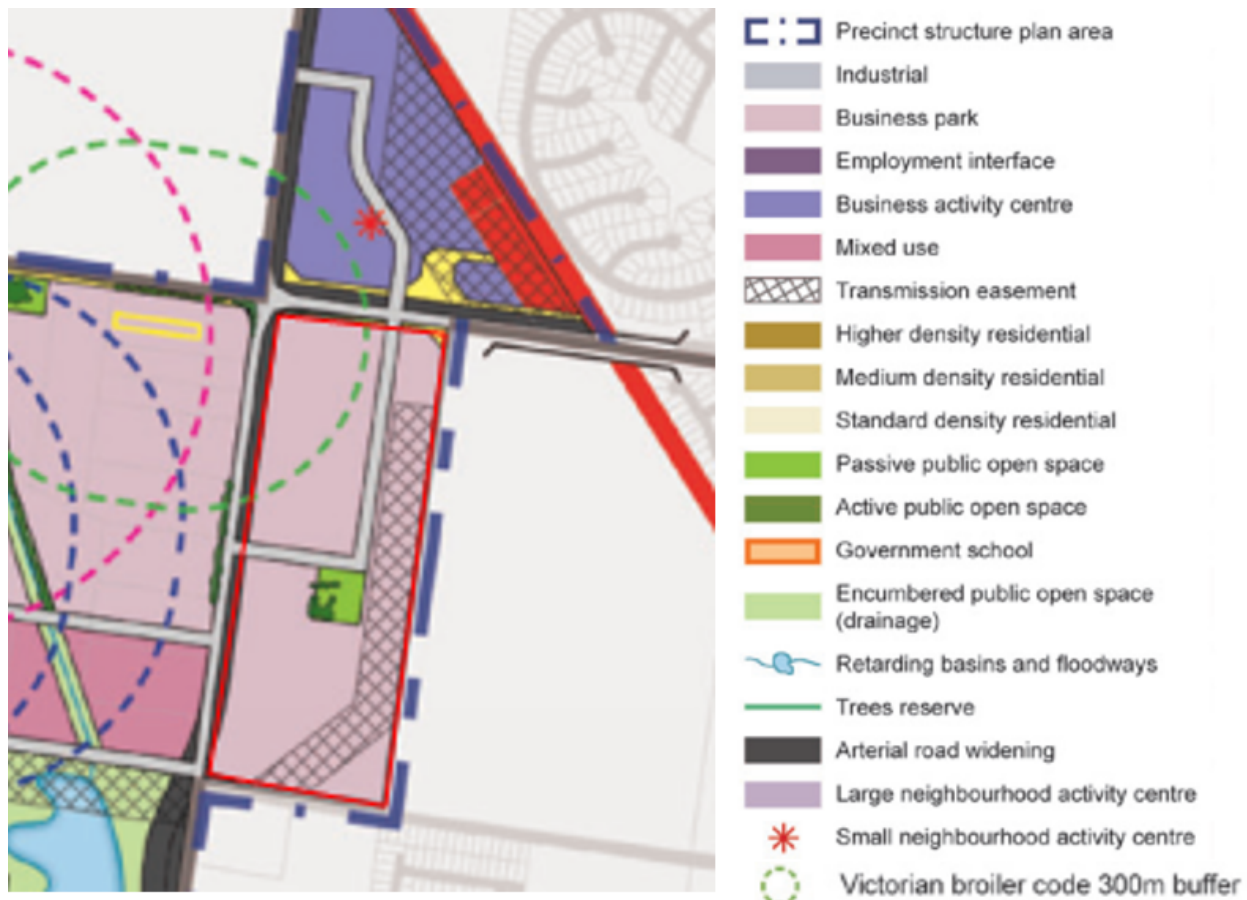 Precinct structure plan area
Industrial
Business park
Employment interface
Business activity centre
Mixed use
Transmission easement
Higher density residential
Medium density residential
Standard density residential
Passive public open space
Active public open space
Government school
Encumbered public open space
(drainage)
Retarding basins and floodways
Trees reserve
Arterial road widening
Large neighbourhood activity centre
Small neighbourhood activity centre
Victorian broiler code 300m buffer